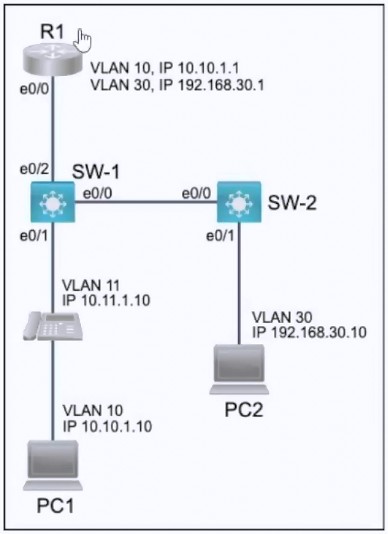 R1
VLAN 10, IP 10.10.1.1
VLAN 30, IP 192.168.30.1
e0/0
e0/2
SW-1
e0/0
e0/0
SW-2
e0/1
e0/1
VLAN 11
IP 10.11.1.10
VLAN 30
IP 192.168.30.10
PC2
VLAN 10
IP 10.10.1.10
PC1